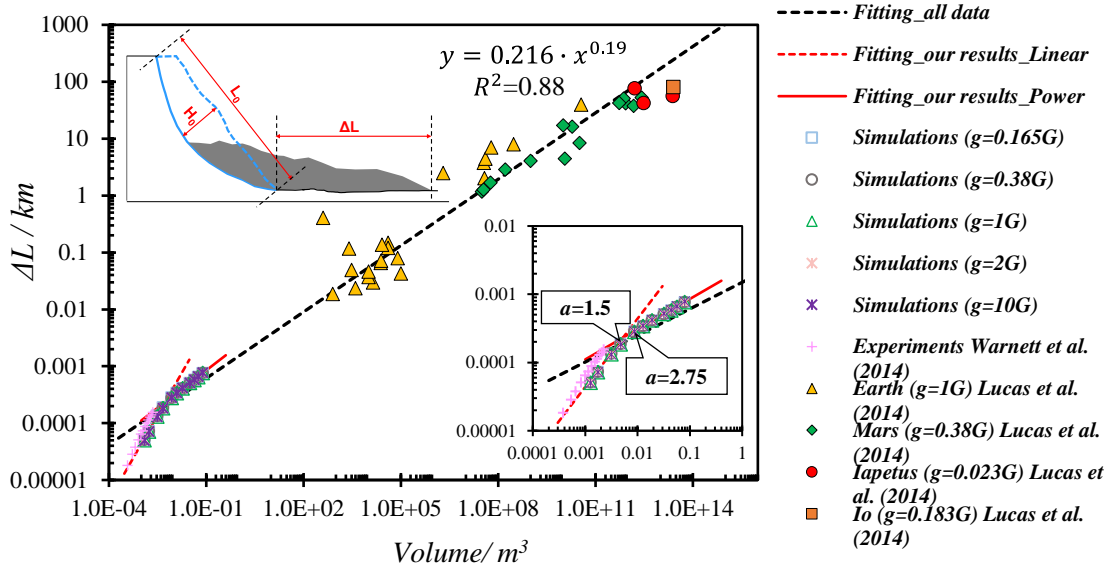 1000
100
10
1
0.1
0.01
0.001
0.0001
0.00001
ΔL / km
1.0E-04
1.0E-01
1.0E+02
1.0E+05
1.0E+08
1.0E+11
1.0E+14
Volume/ m³
y = 0.216 · x^0.19
R²=0.88
L₀
H₀
ΔL
0.01
0.001
0.0001
0.00001
0.0001
0.001
0.01
0.1
1
a=1.5
a=2.75
Fitting_all data
Fitting_our results_Linear
Fitting_our results_Power
Simulations (g=0.165G)
Simulations (g=0.38G)
Simulations (g=1G)
Simulations (g=2G)
Simulations (g=10G)
Experiments Warnett et al.
(2014)
Earth (g=1G) Lucas et al.
(2014)
Mars (g=0.38G) Lucas et al.
(2014)
Iapetus (g=0.023G) Lucas et
al. (2014)
Io (g=0.183G) Lucas et al.
(2014)